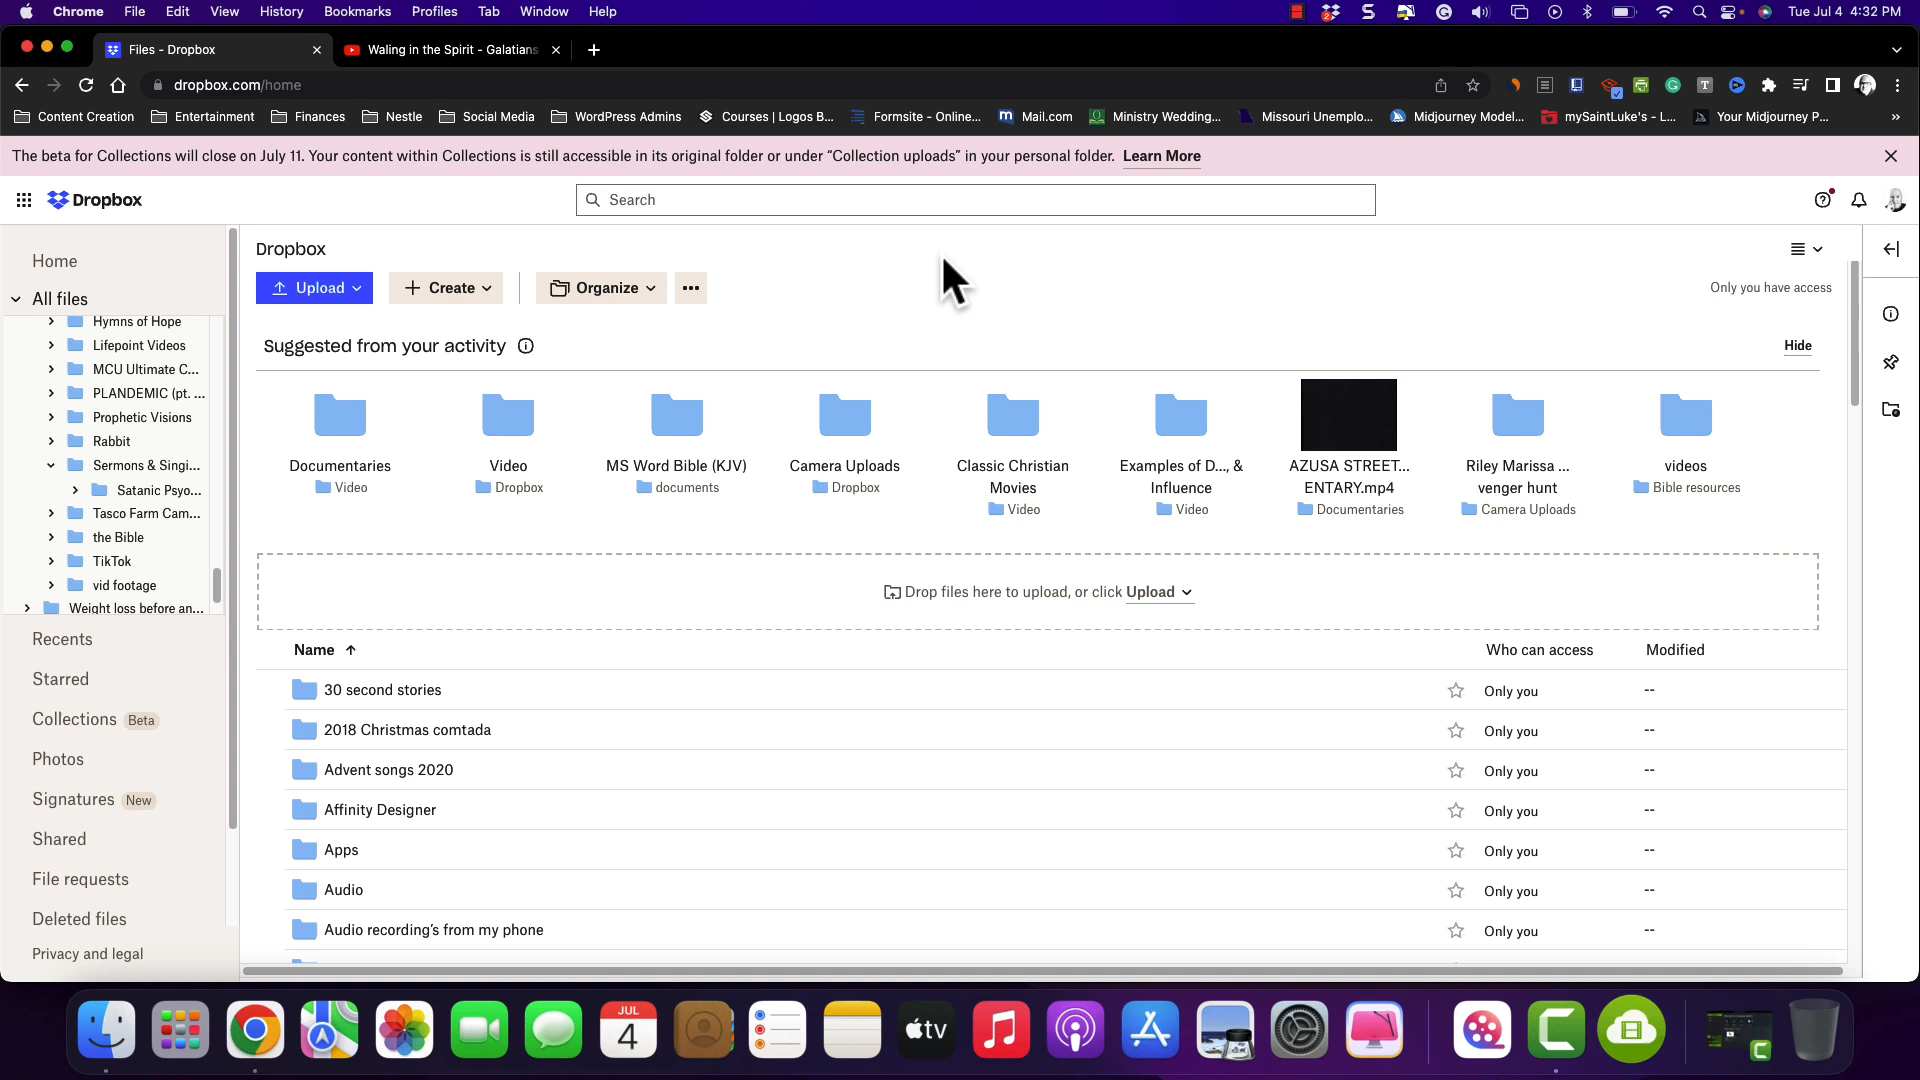 Chrome File Edit View History Bookmarks Profiles Tab Window Help
2 Tue Jul 4 4:32 PM
Files - Dropbox
Waling in the Spirit - Galatians
dropbox.com/home
Content Creation Entertainment Finances Nestle Social Media WordPress Admins Courses | Logos B... Formsite - Online... Mail.com Ministry Wedding... Missouri Unemplo... Midjourney Model... mySaintLuke's - L... Your Midjourney P... »
The beta for Collections will close on July 11. Your content within Collections is still accessible in its original folder or under “Collection uploads” in your personal folder. Learn More
Dropbox
Search
Home
All files
Hymns of Hope
Lifepoint Videos
MCU Ultimate C...
PLANDEMIC (pt. ...
Prophetic Visions
Rabbit
Sermons & Singi...
Satanic Psyo...
Tasco Farm Cam...
the Bible
TikTok
vid footage
Weight loss before an...
Recents
Starred
Collections Beta
Photos
Signatures New
Shared
File requests
Deleted files
Privacy and legal
Dropbox
Upload
Create
Organize
Only you have access
Suggested from your activity
Hide
Documentaries
Video
Video
Dropbox
MS Word Bible (KJV)
documents
Camera Uploads
Dropbox
Classic Christian
Movies
Video
Examples of D..., &
Influence
Video
AZUSA STREET...
ENTARY.mp4
Documentaries
Riley Marissa ...
venger hunt
Camera Uploads
videos
Bible resources
Drop files here to upload, or click Upload
Name Who can access Modified
30 second stories Only you --
2018 Christmas comtada Only you --
Advent songs 2020 Only you --
Affinity Designer Only you --
Apps Only you --
Audio Only you --
Audio recording's from my phone Only you --
JUL
4
tv